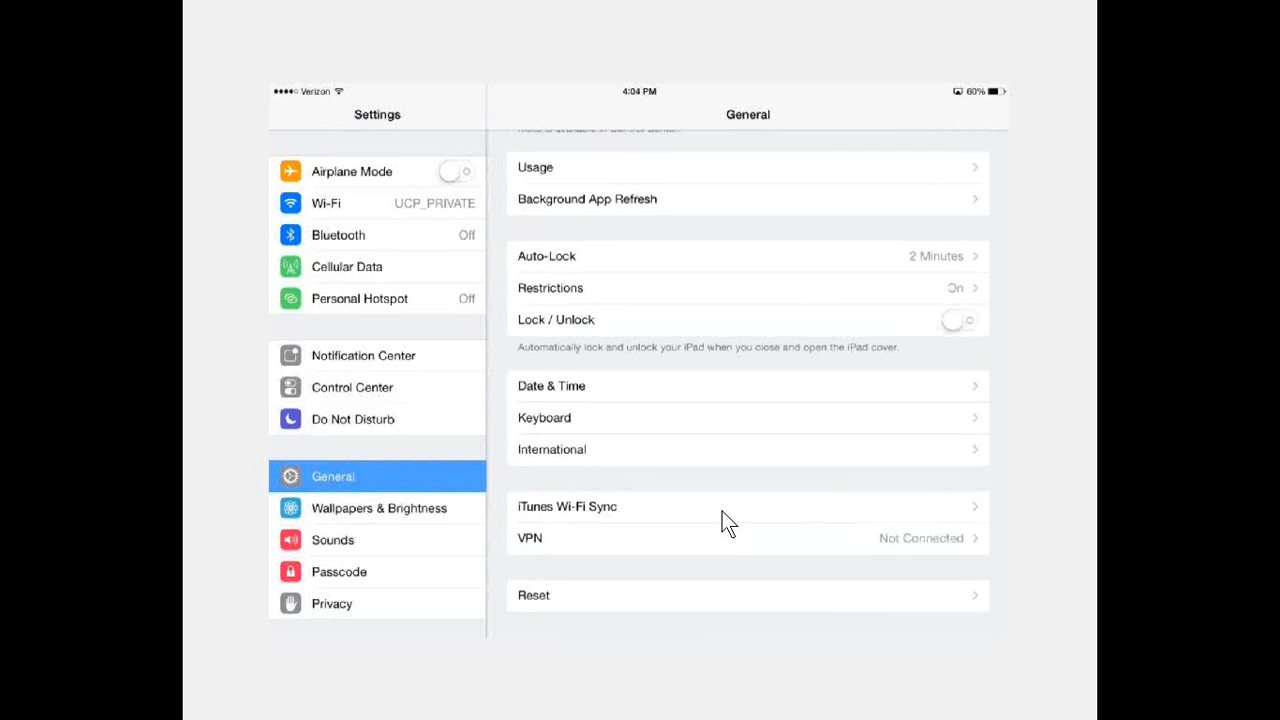 Verizon
4:04 PM
60%
Settings
General
Airplane Mode
Wi-Fi UCP_PRIVATE
Bluetooth Off
Cellular Data
Personal Hotspot Off
Notification Center
Control Center
Do Not Disturb
General
Wallpapers & Brightness
Sounds
Passcode
Privacy
Usage
Background App Refresh
Auto-Lock 2 Minutes
Restrictions On
Lock / Unlock
Automatically lock and unlock your iPad when you close and open the iPad cover.
Date & Time
Keyboard
International
iTunes Wi-Fi Sync
VPN Not Connected
Reset